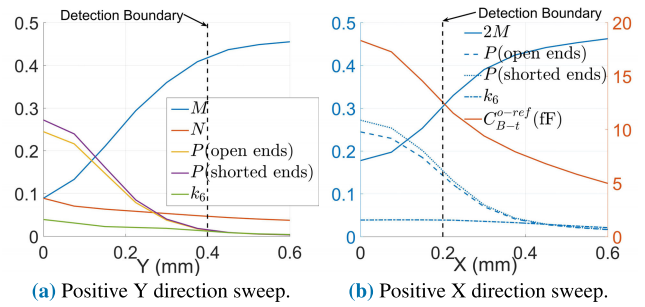 Detection Boundary
0.5
0.4
0.3
0.2
0.1
0
M
N
P(open ends)
P(shorted ends)
k6
0 0.2 0.4 0.6
Y (mm)
(a) Positive Y direction sweep.
Detection Boundary
0.5
0.4
0.3
0.2
0.1
0
2M
P(open ends)
P(shorted ends)
k6
C_{B-t}^{o-ref}(fF)
20
15
10
5
0
0 0.2 0.4 0.6
X (mm)
(b) Positive X direction sweep.